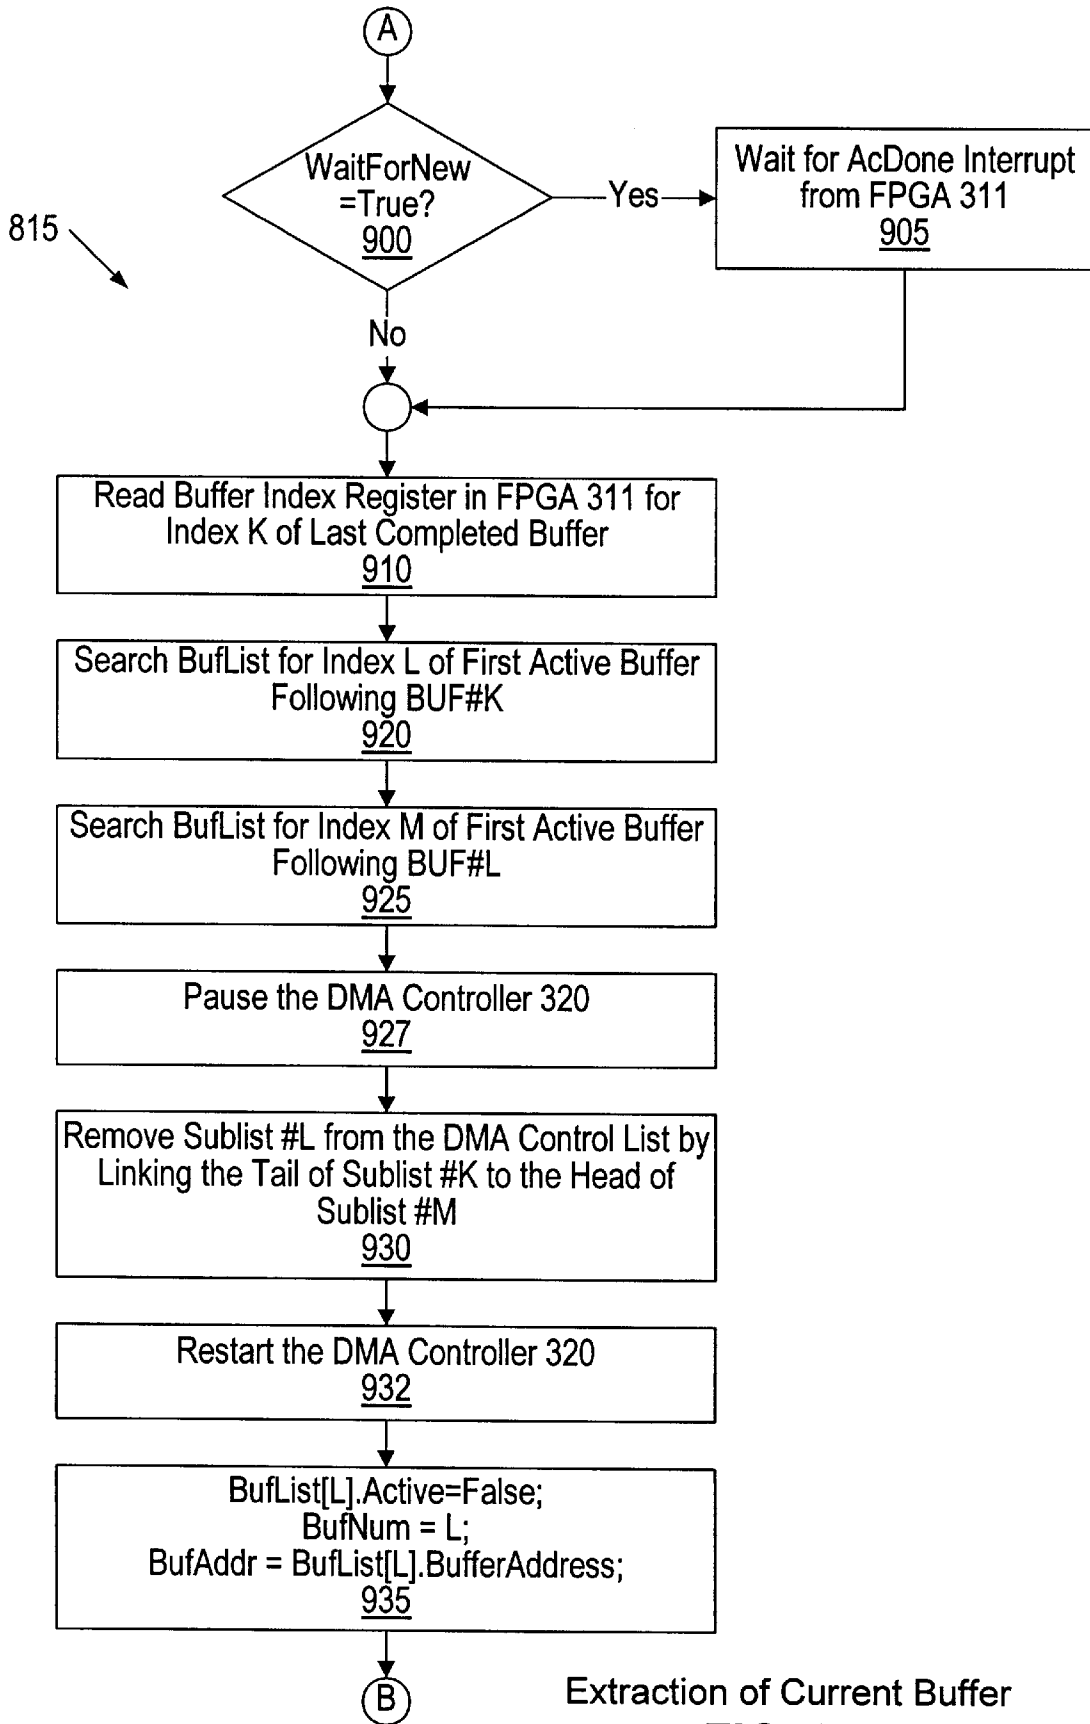 A
WaitForNew
=True?
900
Yes
Wait for AcDone Interrupt
from FPGA 311
905
815
No
Read Buffer Index Register in FPGA 311 for
Index K of Last Completed Buffer
910
Search BufList for Index L of First Active Buffer
Following BUF#K
920
Search BufList for Index M of First Active Buffer
Following BUF#L
925
Pause the DMA Controller 320
927
Remove Sublist #L from the DMA Control List by
Linking the Tail of Sublist #K to the Head of
Sublist #M
930
Restart the DMA Controller 320
932
BufList[L].Active=False;
BufNum = L;
BufAddr = BufList[L].BufferAddress;
935
B
Extraction of Current Buffer